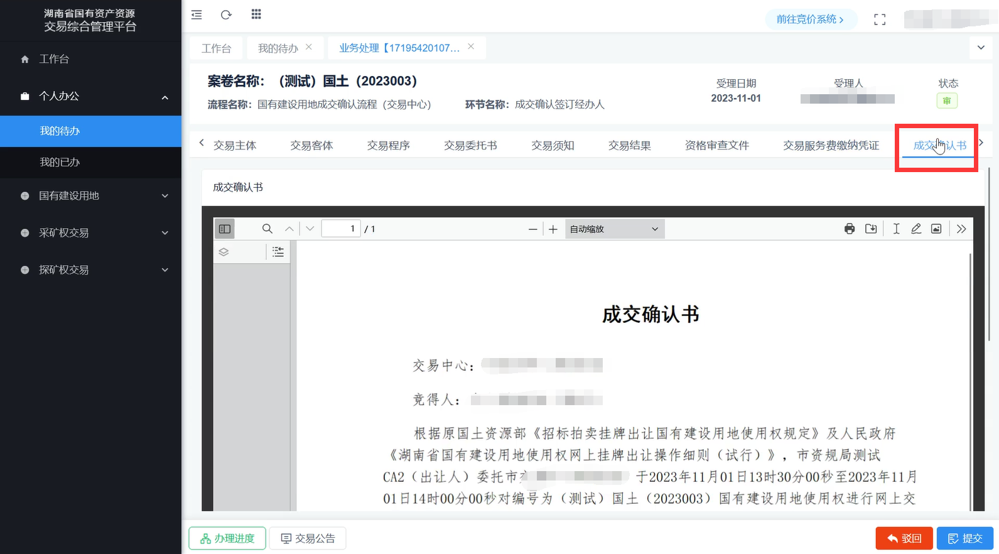 湖南省国有资产资源
交易综合管理平台
前往竞价系统 ›
工作台
个人办公
我的待办
我的已办
国有建设用地
采矿权交易
探矿权交易
工作台
我的待办 ×
业务处理【17195420107... ×
案卷名称：（测试）国土（2023003）
流程名称：国有建设用地成交确认流程（交易中心）
环节名称：成交确认签订经办人
受理日期
2023-11-01
受理人
状态
审
交易主体
交易客体
交易程序
交易委托书
交易须知
交易结果
资格审查文件
交易服务费缴纳凭证
成交 认书
成交确认书
1 / 1
自动缩放
成交确认书
交易中心：
竞得人：
根据原国土资源部《招标拍卖挂牌出让国有建设用地使用权规定》及人民政府
《湖南省国有建设用地使用权网上挂牌出让操作细则（试行）》，市资规局测试
CA2（出让人）委托市 于2023年11月01日13时30分00秒至2023年11月
01日14时00分00秒对编号为（测试）国土（2023003）国有建设用地使用权进行网上交
办理进度
交易公告
驳回
提交